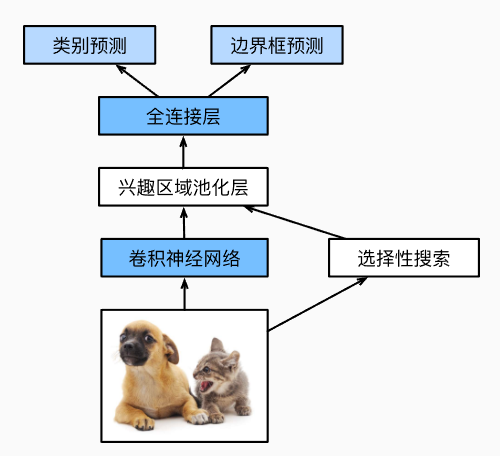 类别预测
边界框预测
全连接层
兴趣区域池化层
卷积神经网络
选择性搜索